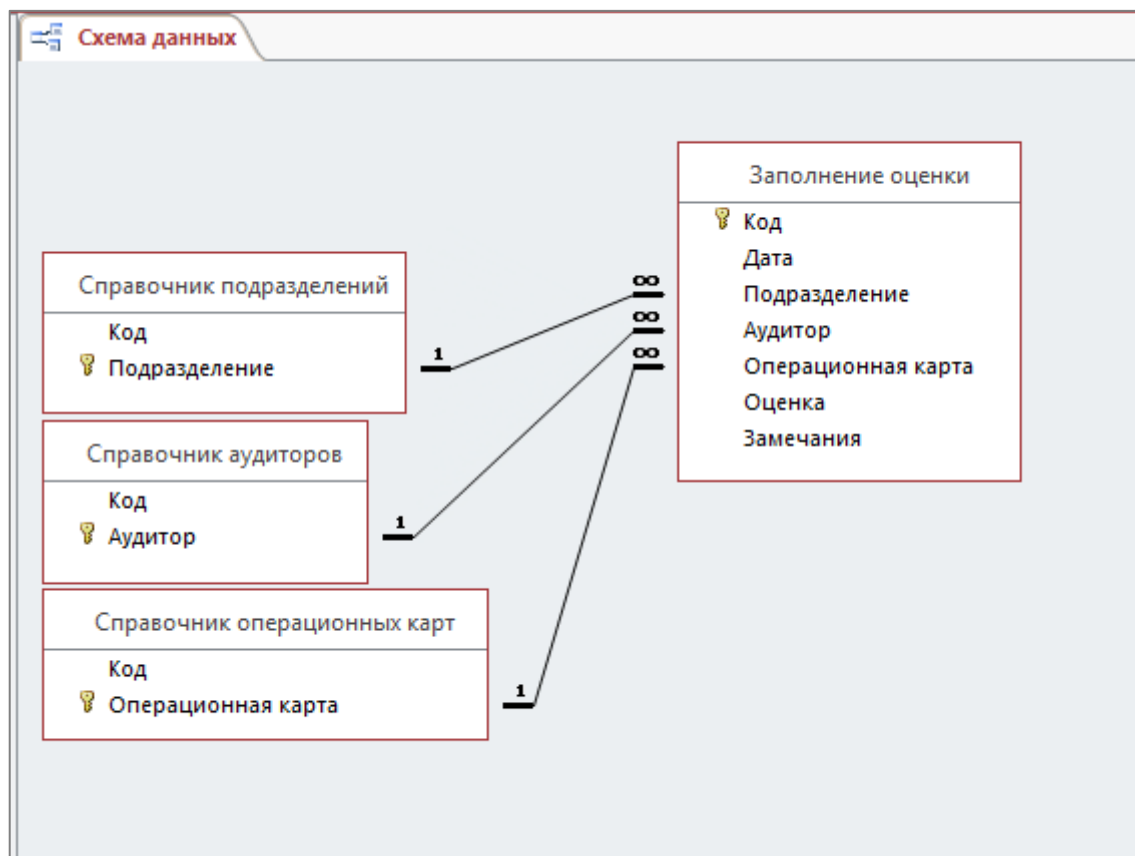 Схема данных
Заполнение оценки
Код
Дата
Подразделение
Аудитор
Операционная карта
Оценка
Замечания
∞
∞
∞
Справочник подразделений
Код
Подразделение
1
Справочник аудиторов
Код
Аудитор
1
Справочник операционных карт
Код
Операционная карта
1